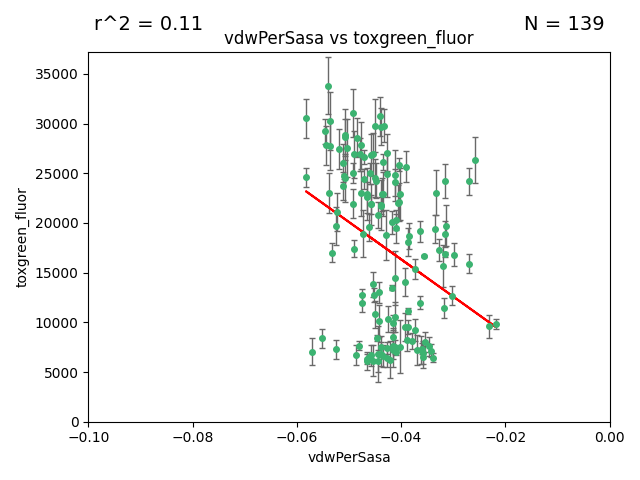 r^2 = 0.11
N = 139
vdwPerSasa vs toxgreen_fluor
35000
30000
25000
20000
15000
10000
5000
0
toxgreen_fluor
−0.10
−0.08
−0.06
−0.04
−0.02
0.00
vdwPerSasa